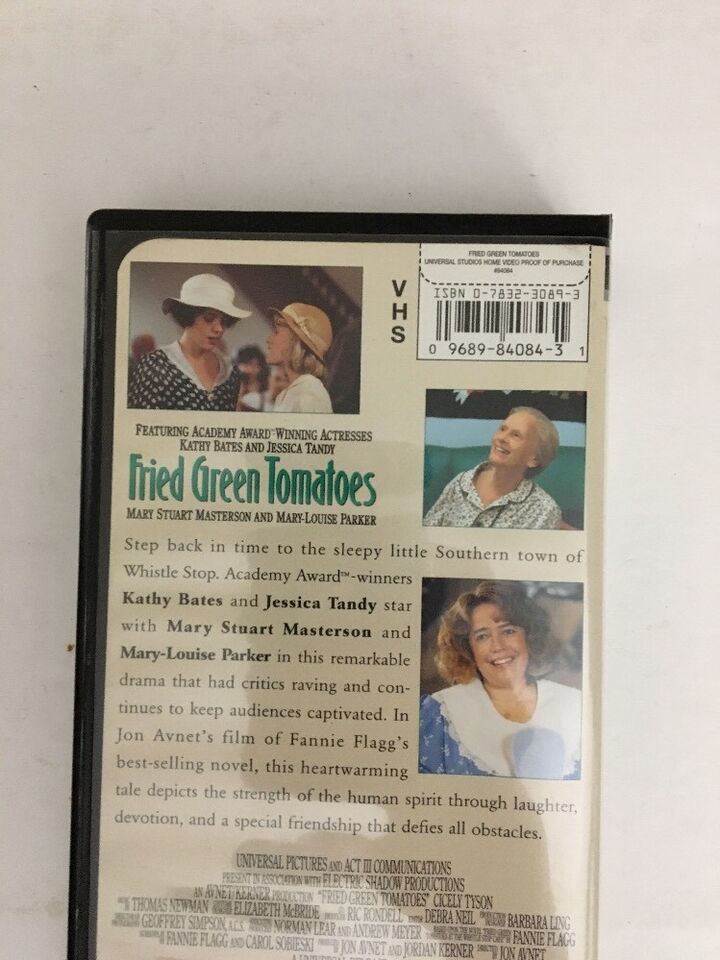 FRIED GREEN TOMATOES
UNIVERSAL STUDIOS HOME VIDEO PROOF OF PURCHASE
#84084
ISBN 0-7832-3089-3
0 9689-84084-3 1
VHS
FEATURING ACADEMY AWARD™-WINNING ACTRESSES
KATHY BATES AND JESSICA TANDY
Fried Green Tomatoes
MARY STUART MASTERSON AND MARY-LOUISE PARKER
Step back in time to the sleepy little Southern town of
Whistle Stop. Academy Award™-winners
Kathy Bates and Jessica Tandy star
with Mary Stuart Masterson and
Mary-Louise Parker in this remarkable
drama that had critics raving and con-
tinues to keep audiences captivated. In
Jon Avnet's film of Fannie Flagg's
best-selling novel, this heartwarming
tale depicts the strength of the human spirit through laughter,
devotion, and a special friendship that defies all obstacles.
UNIVERSAL PICTURES AND ACT III COMMUNICATIONS
PRESENT IN ASSOCIATION WITH ELECTRIC SHADOW PRODUCTIONS
AN AVNET/KERNER PRODUCTION "FRIED GREEN TOMATOES" CICELY TYSON
THOMAS NEWMAN ELIZABETH McBRIDE RIC RONDELL DEBRA NEIL BARBARA LING
GEOFFREY SIMPSON, A.C.S. NORMAN LEAR AND ANDREW MEYER FANNIE FLAGG
FANNIE FLAGG AND CAROL SOBIESKI JON AVNET AND JORDAN KERNER JON AVNET